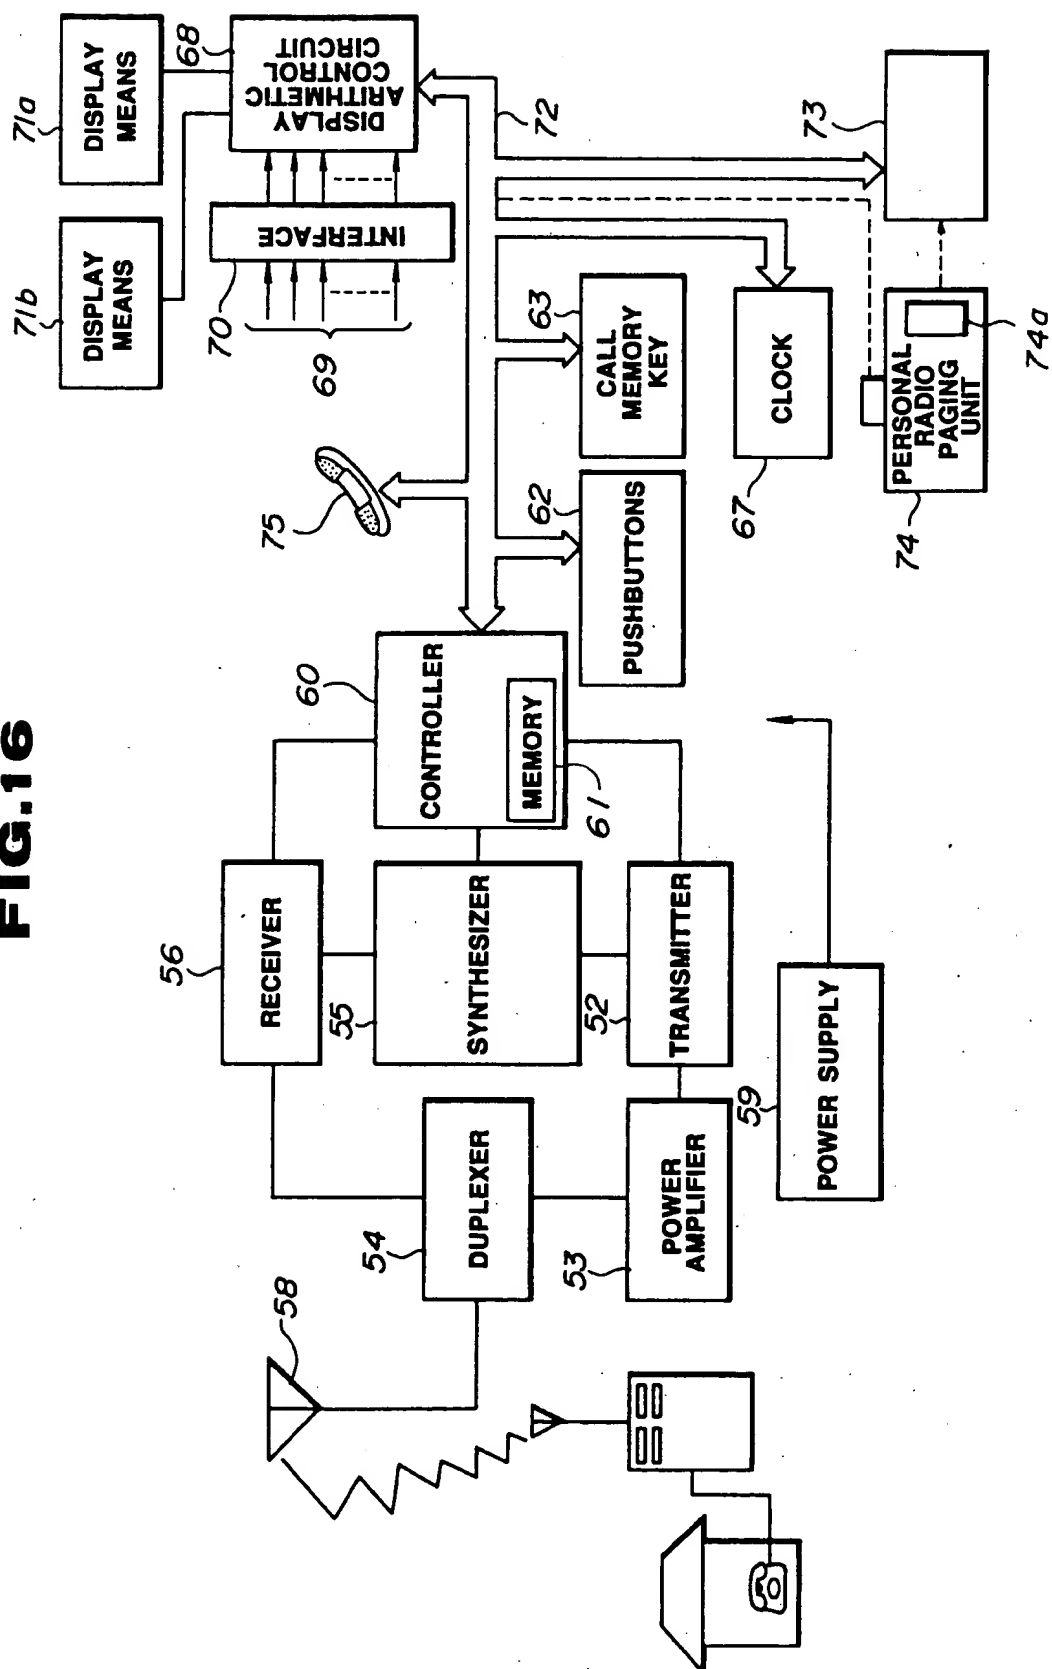 FIG.16
58
54
DUPLEXER
53
POWER
AMPLIFIER
56
RECEIVER
55
SYNTHESIZER
52
TRANSMITTER
59
POWER SUPPLY
60
CONTROLLER
MEMORY
61
75
62
PUSHBUTTONS
63
CALL
MEMORY
KEY
67
CLOCK
71b
DISPLAY
MEANS
71a
DISPLAY
MEANS
70
INTERFACE
69
68
DISPLAY
ARITHMETIC
CONTROL
CIRCUIT
72
73
74
PERSONAL
RADIO
PAGING
UNIT
74a